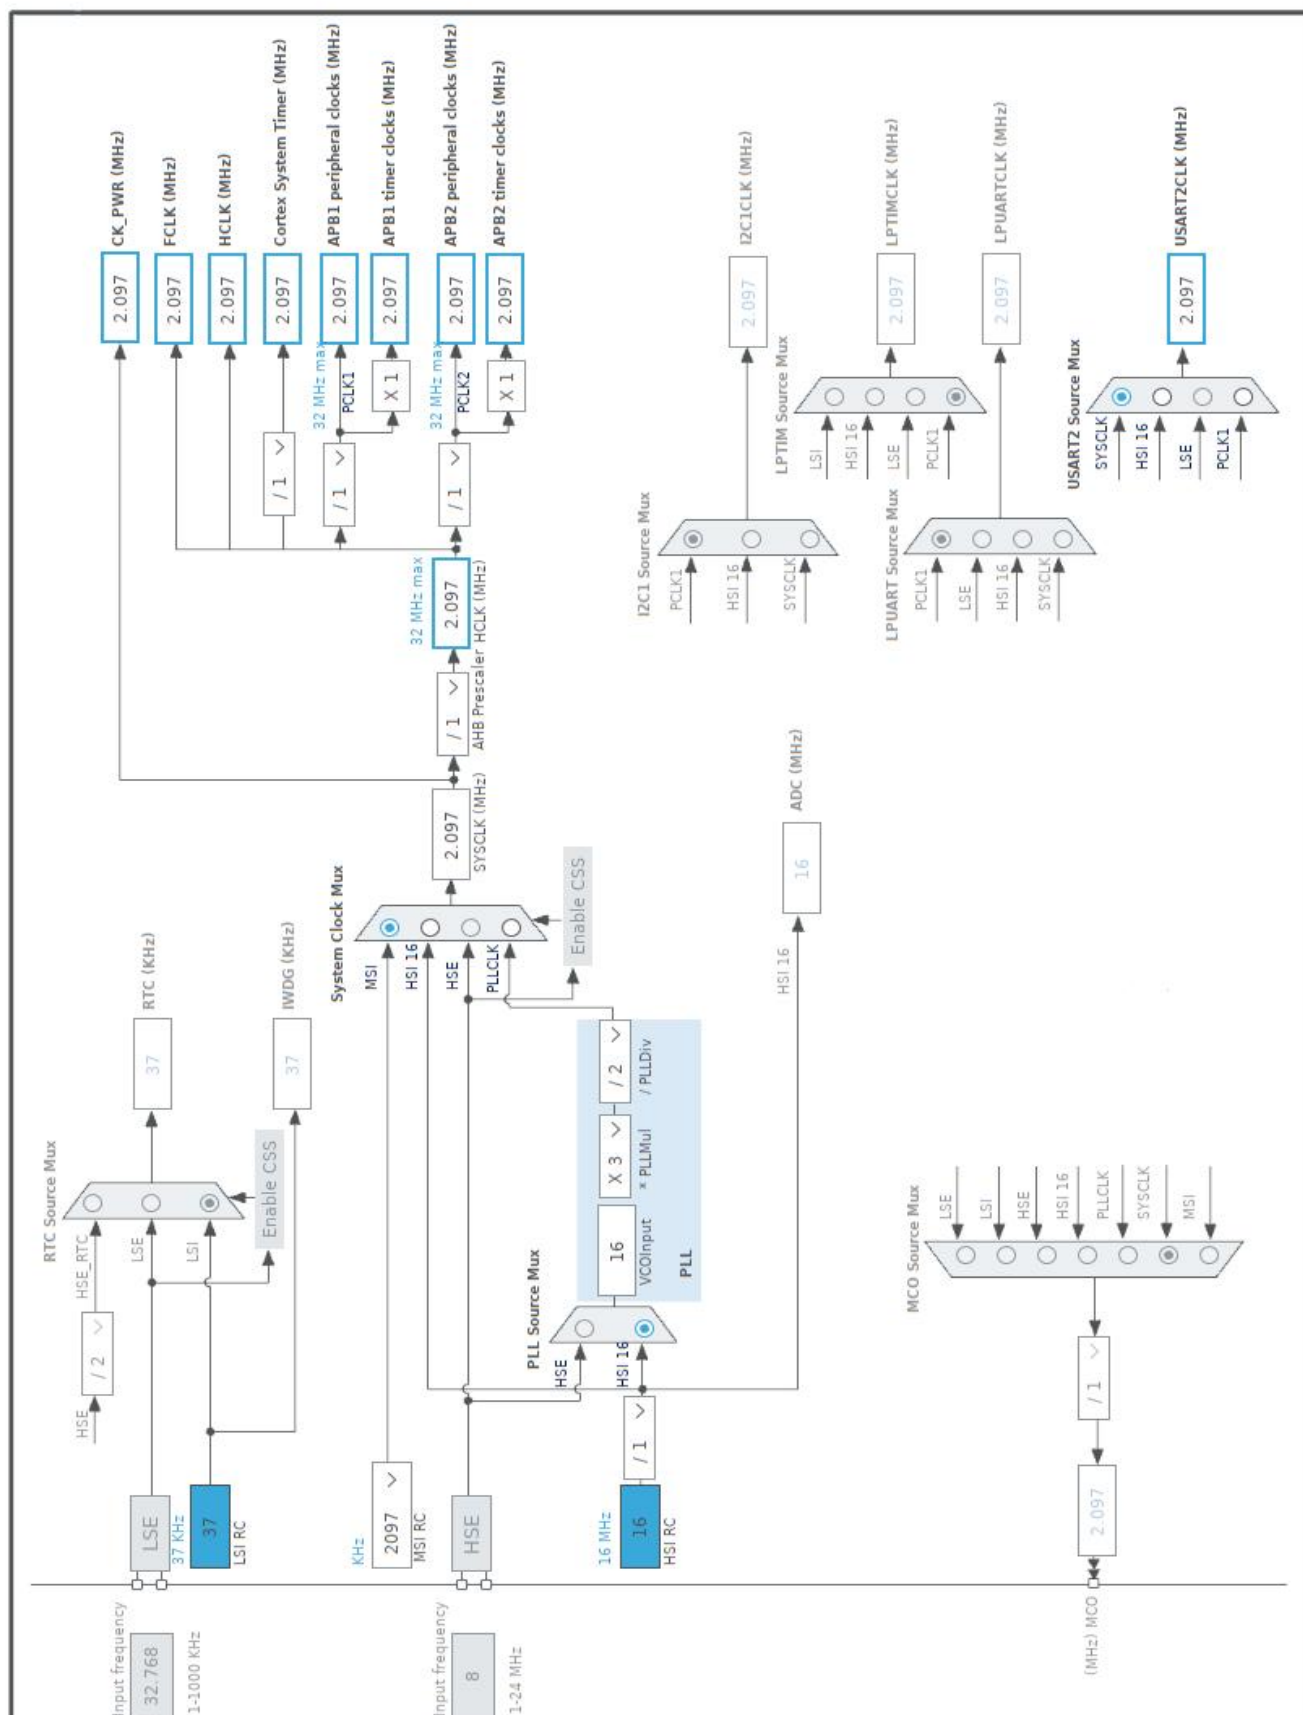 RTC Source Mux
HSE
/ 2
HSE_RTC
LSE
LSI
Enable CSS
37
RTC (KHz)
37
IWDG (KHz)
Input frequency
32.768
1-1000 KHz
LSE
37 KHz
37
LSI RC
System Clock Mux
MSI
HSI 16
HSE
PLLCLK
Enable CSS
KHz
2097
MSI RC
Input frequency
8
1-24 MHz
HSE
16 MHz
16
HSI RC
/ 1
PLL Source Mux
HSE
HSI 16
16
VCOInput
X 3
* PLLMul
/ 2
/ PLLDiv
PLL
2.097
SYSCLK (MHz)
/ 1
AHB Prescaler
32 MHz max
2.097
HCLK (MHz)
2.097
CK_PWR (MHz)
2.097
FCLK (MHz)
2.097
HCLK (MHz)
/ 1
2.097
Cortex System Timer (MHz)
/ 1
32 MHz max
PCLK1
2.097
APB1 peripheral clocks (MHz)
X 1
2.097
APB1 timer clocks (MHz)
/ 1
32 MHz max
PCLK2
2.097
APB2 peripheral clocks (MHz)
X 1
2.097
APB2 timer clocks (MHz)
HSI 16
16
ADC (MHz)
I2C1 Source Mux
PCLK1
HSI 16
SYSCLK
2.097
I2C1CLK (MHz)
LPTIM Source Mux
LSI
HSI 16
LSE
PCLK1
2.097
LPTIMCLK (MHz)
LPUART Source Mux
PCLK1
LSE
HSI 16
SYSCLK
2.097
LPUARTCLK (MHz)
USART2 Source Mux
SYSCLK
HSI 16
LSE
PCLK1
2.097
USART2CLK (MHz)
MCO Source Mux
LSE
LSI
HSE
HSI 16
PLLCLK
SYSCLK
MSI
/ 1
2.097
(MHz) MCO